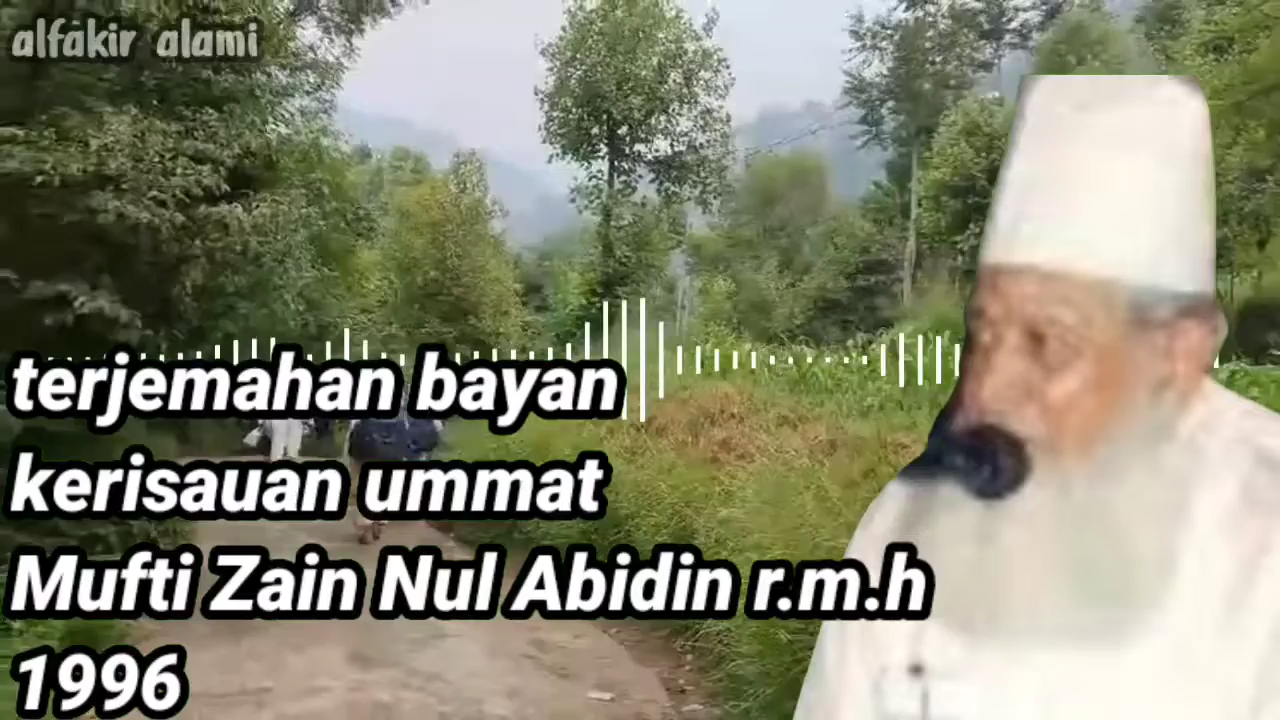 alfakir alami
terjemahan bayan
kerisauan ummat
Mufti Zain Nul Abidin r.m.h
1996